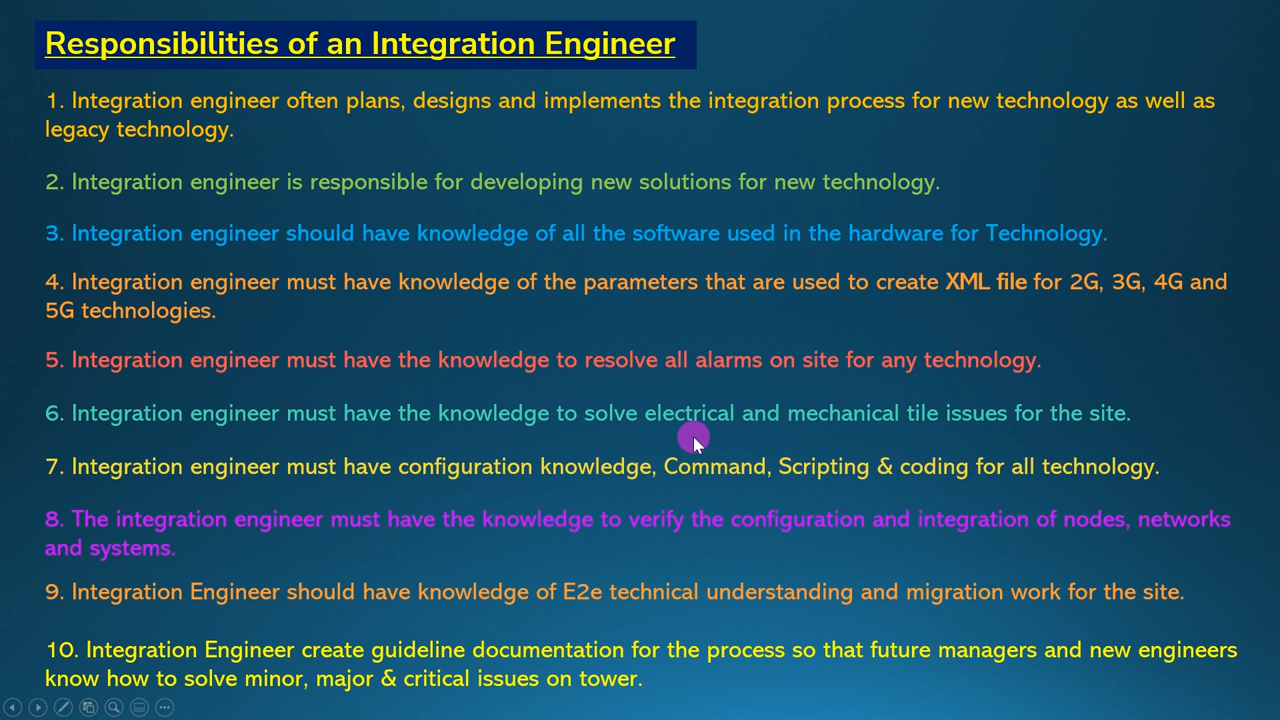 Responsibilities of an Integration Engineer
1. Integration engineer often plans, designs and implements the integration process for new technology as well as
legacy technology.
2. Integration engineer is responsible for developing new solutions for new technology.
3. Integration engineer should have knowledge of all the software used in the hardware for Technology.
4. Integration engineer must have knowledge of the parameters that are used to create XML file for 2G, 3G, 4G and
5G technologies.
5. Integration engineer must have the knowledge to resolve all alarms on site for any technology.
6. Integration engineer must have the knowledge to solve electrical and mechanical tile issues for the site.
7. Integration engineer must have configuration knowledge, Command, Scripting & coding for all technology.
8. The integration engineer must have the knowledge to verify the configuration and integration of nodes, networks
and systems.
9. Integration Engineer should have knowledge of E2e technical understanding and migration work for the site.
10. Integration Engineer create guideline documentation for the process so that future managers and new engineers
know how to solve minor, major & critical issues on tower.